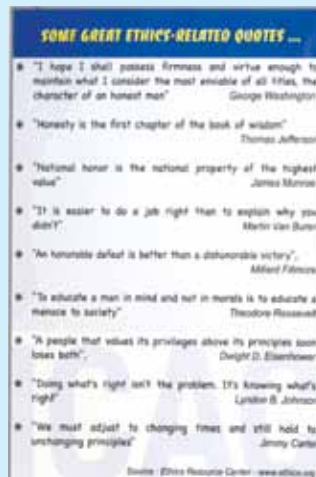 SOME GREAT ETHICS-RELATED QUOTES ...
"I hope I shall possess firmness and virtue enough to
maintain what I consider the most enviable of all titles, the
character of an honest man"
George Washington
"Honesty is the first chapter of the book of wisdom"
Thomas Jefferson
"National honor is the national property of the highest
value"
James Monroe
"It is easier to do a job right than to explain why you
didn't"
Martin Van Buren
"An honorable defeat is better than a dishonorable victory",
Millard Fillmore
"To educate a man in mind and not in morals is to educate a
menace to society"
Theodore Roosevelt
"A people that values its privileges above its principles soon
loses both",
Dwight D. Eisenhower
"Doing what's right isn't the problem. It's knowing what's
right"
Lyndon B. Johnson
"We must adjust to changing times and still hold to
unchanging principles"
Jimmy Carter
Source : Ethics Resource Center - www.ethics.org
ICAC